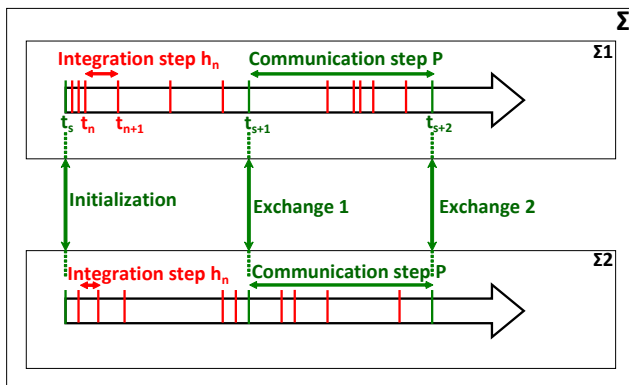 Σ
Σ1
Integration step hₙ
Communication step P
tₛ
tₙ
tₙ₊₁
tₛ₊₁
tₛ₊₂
Initialization
Exchange 1
Exchange 2
Σ2
Integration step hₙ
Communication step P